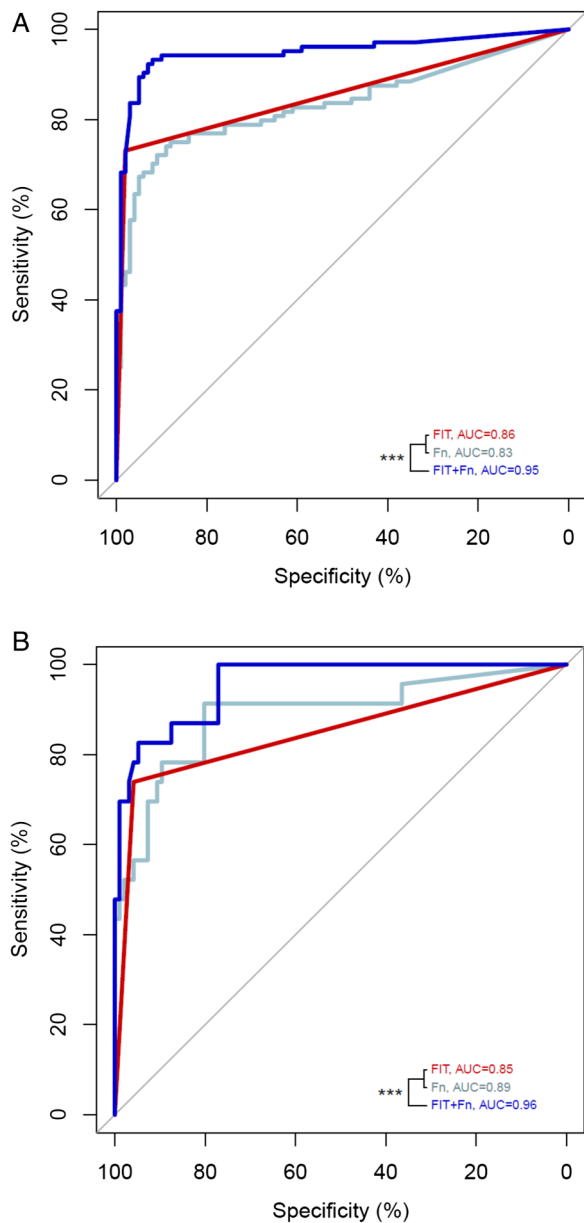 A
100
80
60
40
20
0
Sensitivity (%)
***
FIT, AUC=0.86
Fn, AUC=0.83
FIT+Fn, AUC=0.95
100 80 60 40 20 0
Specificity (%)
B
100
80
60
40
20
0
Sensitivity (%)
***
FIT, AUC=0.85
Fn, AUC=0.89
FIT+Fn, AUC=0.96
100 80 60 40 20 0
Specificity (%)